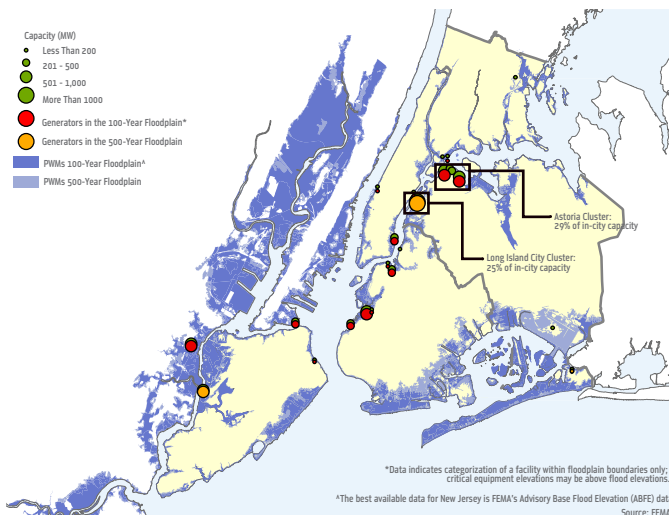 Capacity (MW)
Less Than 200
201 - 500
501 - 1,000
More Than 1000
Generators in the 100-Year Floodplain*
Generators in the 500-Year Floodplain
PWMs 100-Year Floodplain^
PWMs 500-Year Floodplain
Astoria Cluster:
29% of in-city capacity
Long Island City Cluster:
25% of in-city capacity
*Data indicates categorization of a facility within floodplain boundaries only;
critical equipment elevations may be above flood elevations.
^The best available data for New Jersey is FEMA's Advisory Base Flood Elevation (ABFE) data
Source: FEMA